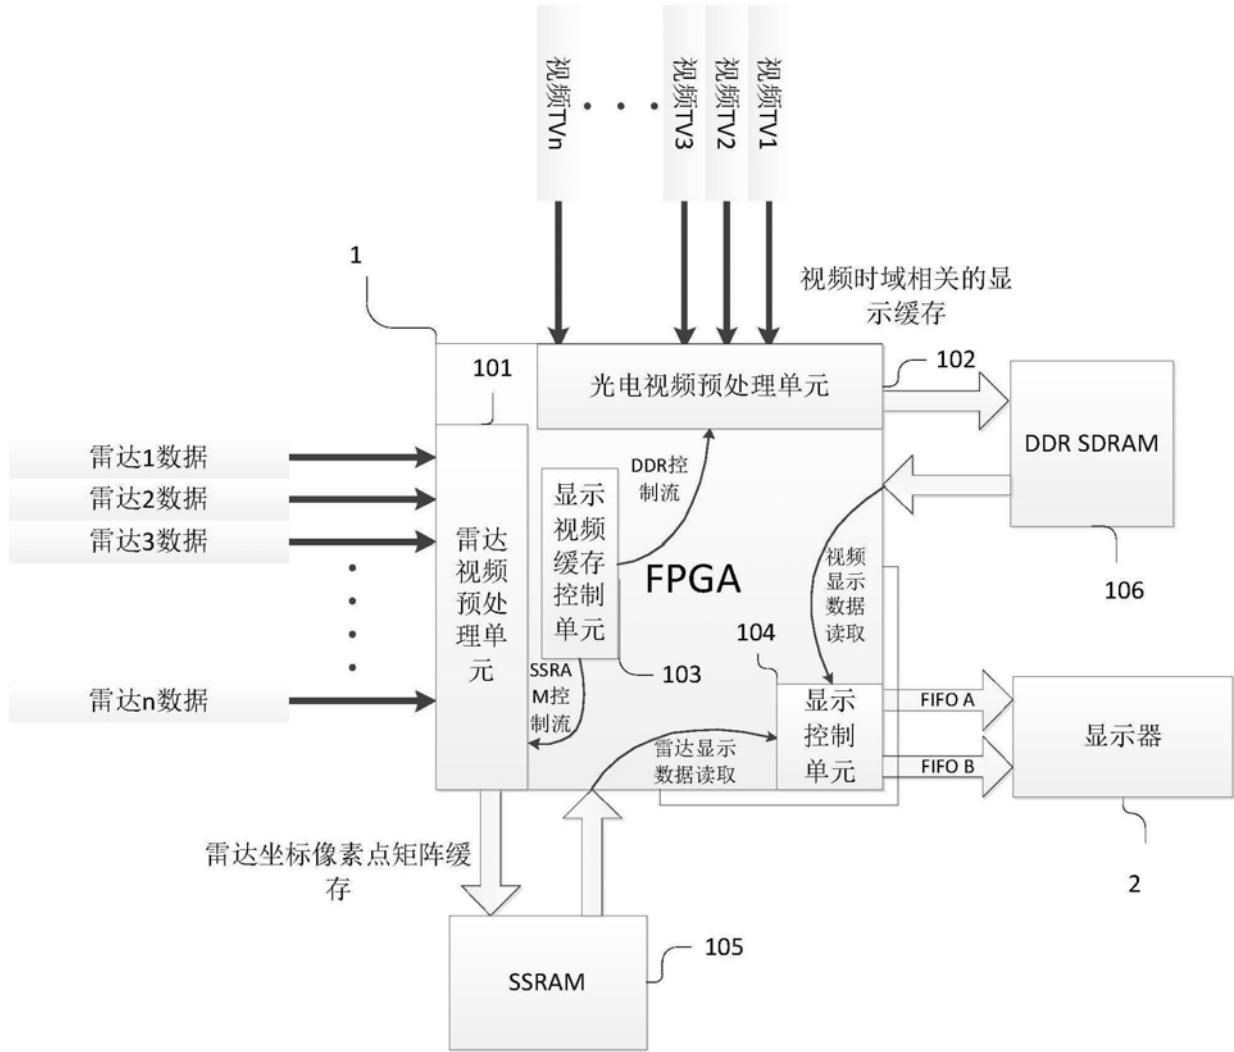 视频TVn
视频TV3
视频TV2
视频TV1
1
视频时域相关的显
示缓存
101
102
光电视频预处理单元
DDR SDRAM
雷达1数据
雷达2数据
雷达3数据
雷达n数据
DDR控
制流
显示
视频
缓存
控制
单元
雷达
视频
预处
理单
元
FPGA
视频
显示
数据
读取
106
104
103
SSRA
M控
制流
显示
控制
单元
FIFO A
FIFO B
显示器
雷达显示
数据读取
雷达坐标像素点矩阵缓
存
2
SSRAM
105